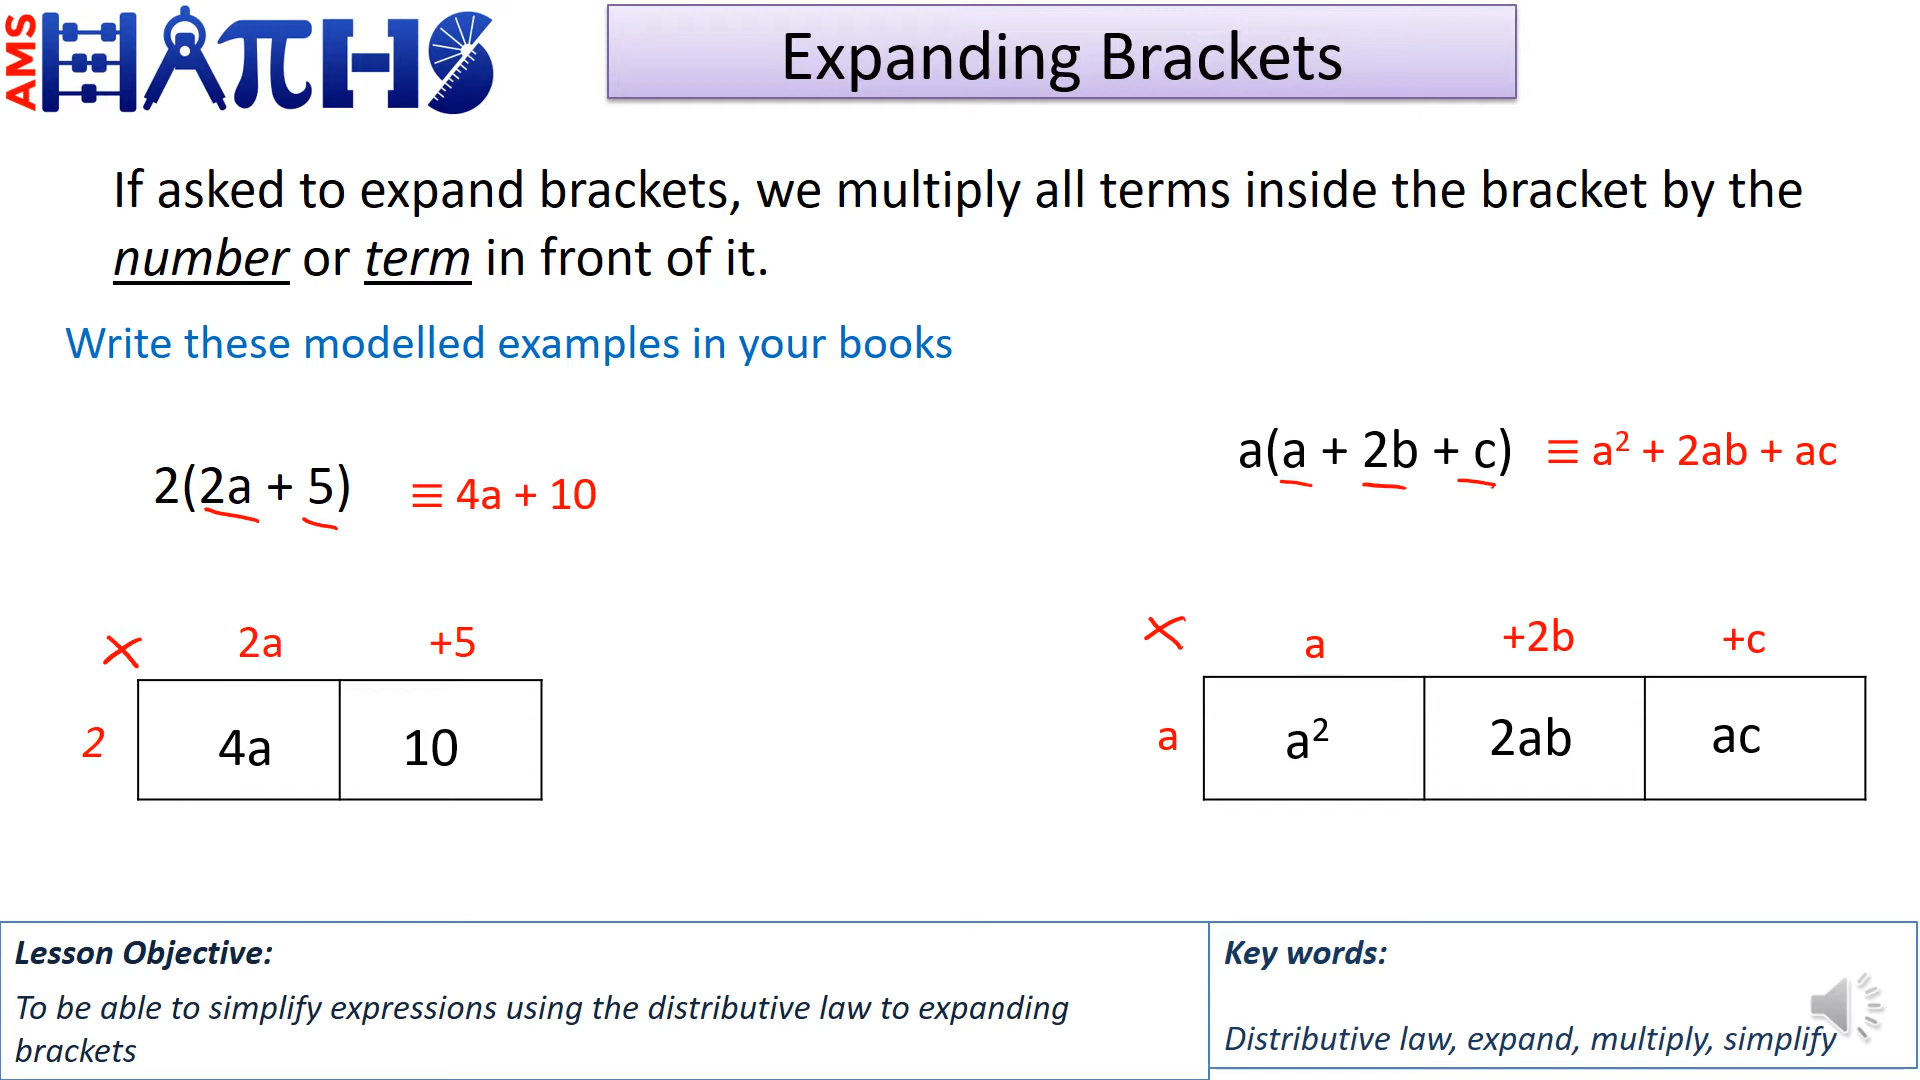 AMS MATHS
Expanding Brackets
If asked to expand brackets, we multiply all terms inside the bracket by the
number or term in front of it.
Write these modelled examples in your books
2(2a + 5) ≡ 4a + 10
a(a + 2b + c) ≡ a² + 2ab + ac
× 2a +5
2 4a 10
× a +2b +c
a a² 2ab ac
Lesson Objective:
To be able to simplify expressions using the distributive law to expanding
brackets
Key words:
Distributive law, expand, multiply, simplify